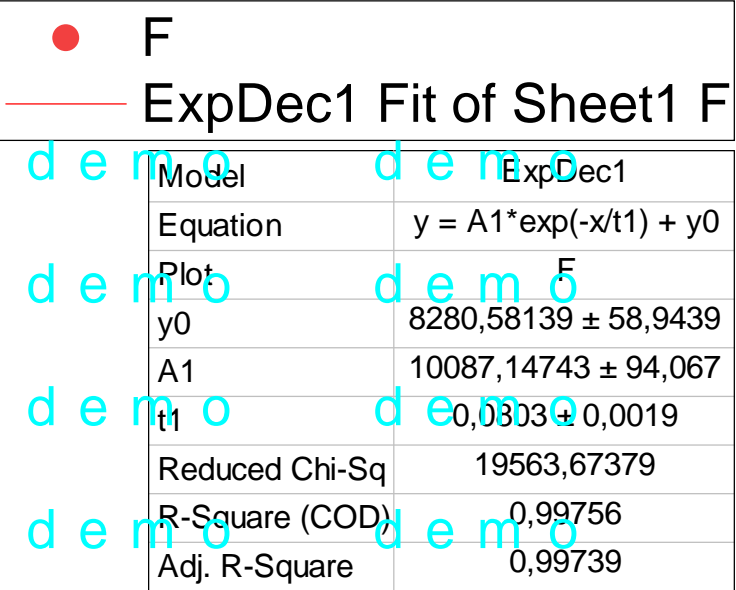 F
ExpDec1 Fit of Sheet1 F
demo demo
Model ExpDec1
Equation y = A1*exp(-x/t1) + y0
Plot F
demo demo
y0 8280,58139 ± 58,9439
A1 10087,14743 ± 94,067
demo demo
t1 0,0803 ± 0,0019
Reduced Chi-Sq 19563,67379
R-Square (COD) 0,99756
demo demo
Adj. R-Square 0,99739